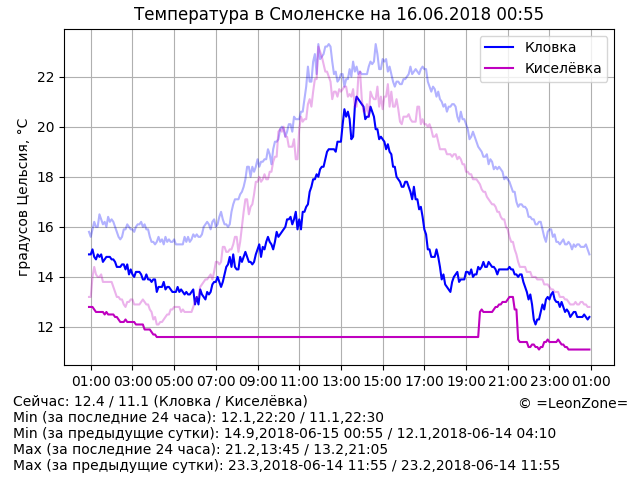 Температура в Смоленске на 16.06.2018 00:55
градусов Цельсия, °C
22
20
18
16
14
12
Кловка
Киселёвка
01:00 03:00 05:00 07:00 09:00 11:00 13:00 15:00 17:00 19:00 21:00 23:00 01:00
Сейчас: 12.4 / 11.1 (Кловка / Киселёвка)
© =LeonZone=
Min (за последние 24 часа): 12.1,22:20 / 11.1,22:30
Min (за предыдущие сутки): 14.9,2018-06-15 00:55 / 12.1,2018-06-14 04:10
Max (за последние 24 часа): 21.2,13:45 / 13.2,21:05
Max (за предыдущие сутки): 23.3,2018-06-14 11:55 / 23.2,2018-06-14 11:55